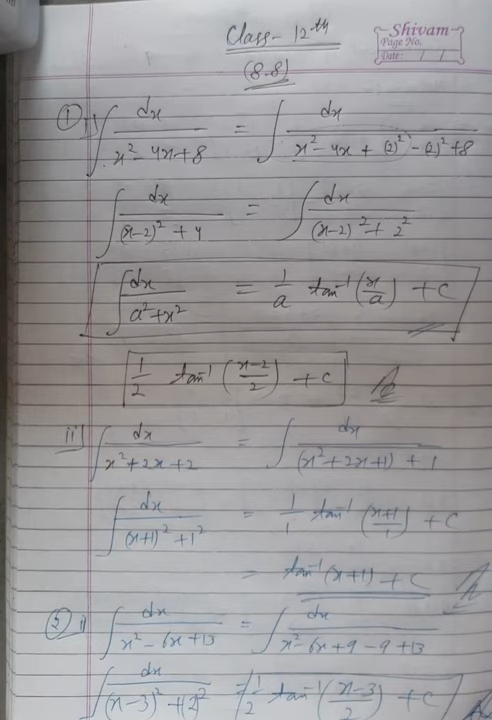 Class- 12th
Shivam
Page No.
Date: / /
(8.8)
① i) ∫ dx/(x² - 4x + 8) = ∫ dx/(x² - 4x + (2)² - (2)² + 8)
∫ dx/((x-2)² + 4) = ∫ dx/((x-2)² + 2²)
∫ dx/(a² + x²) = 1/a tan⁻¹(x/a) + C
1/2 tan⁻¹((x-2)/2) + C
ii) ∫ dx/(x² + 2x + 2) = ∫ dx/((x² + 2x + 1) + 1)
∫ dx/((x+1)² + 1²) = 1/1 tan⁻¹((x+1)/1) + C
= tan⁻¹(x+1) + C
② i) ∫ dx/(x² - 6x + 13) = ∫ dx/(x² - 6x + 9 - 9 + 13)
∫ dx/((x-3)² + (2)² = 1/2 tan⁻¹((x-3)/2) + C